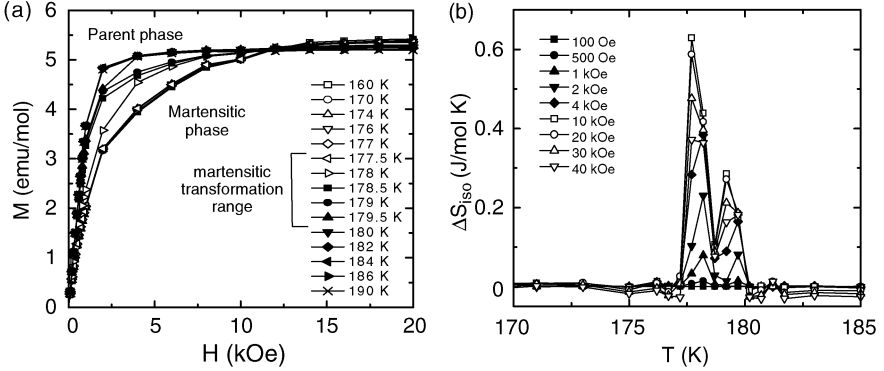 (a)
M (emu/mol)
6
5
4
3
2
1
0
Parent phase
Martensitic
phase
martensitic
transformation
range
160 K
170 K
174 K
176 K
177 K
177.5 K
178 K
178.5 K
179 K
179.5 K
180 K
182 K
184 K
186 K
190 K
0
5
10
15
20
H (kOe)
(b)
ΔSiso (J/mol K)
0.6
0.4
0.2
0
100 Oe
500 Oe
1 kOe
2 kOe
4 kOe
10 kOe
20 kOe
30 kOe
40 kOe
170
175
180
185
T (K)